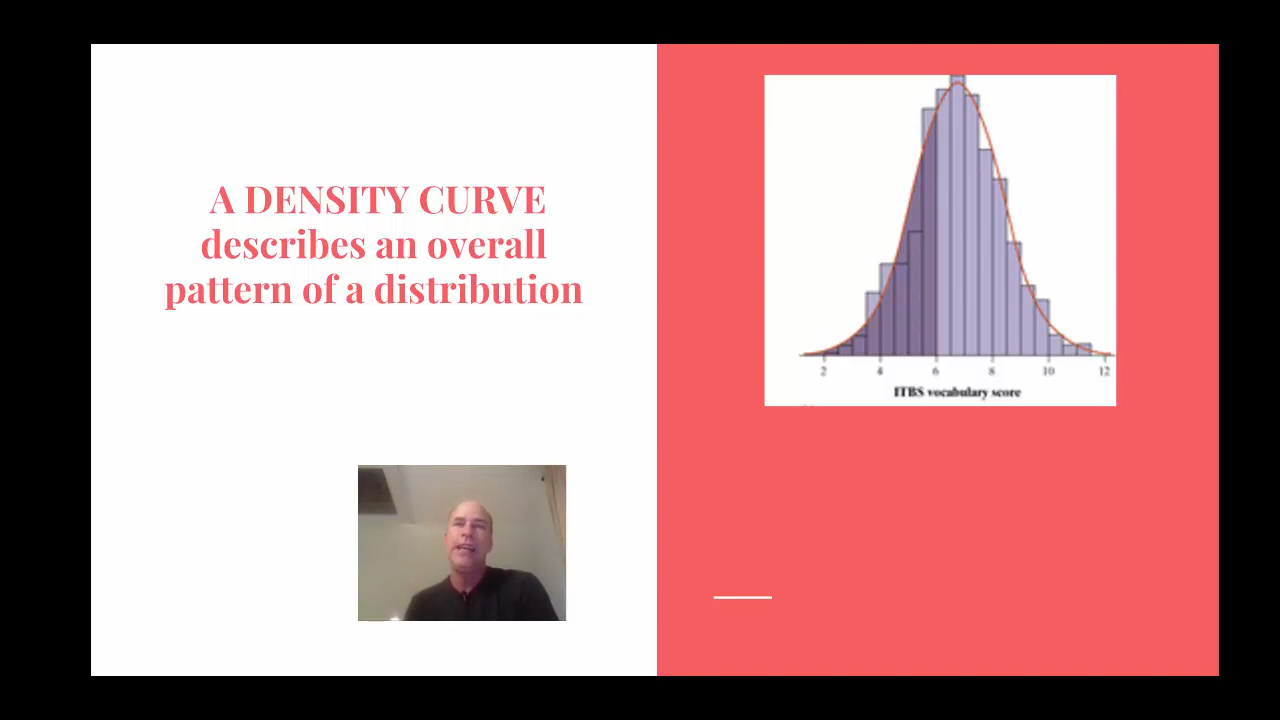 A DENSITY CURVE
describes an overall
pattern of a distribution
2 4 6 8 10 12
ITBS vocabulary score